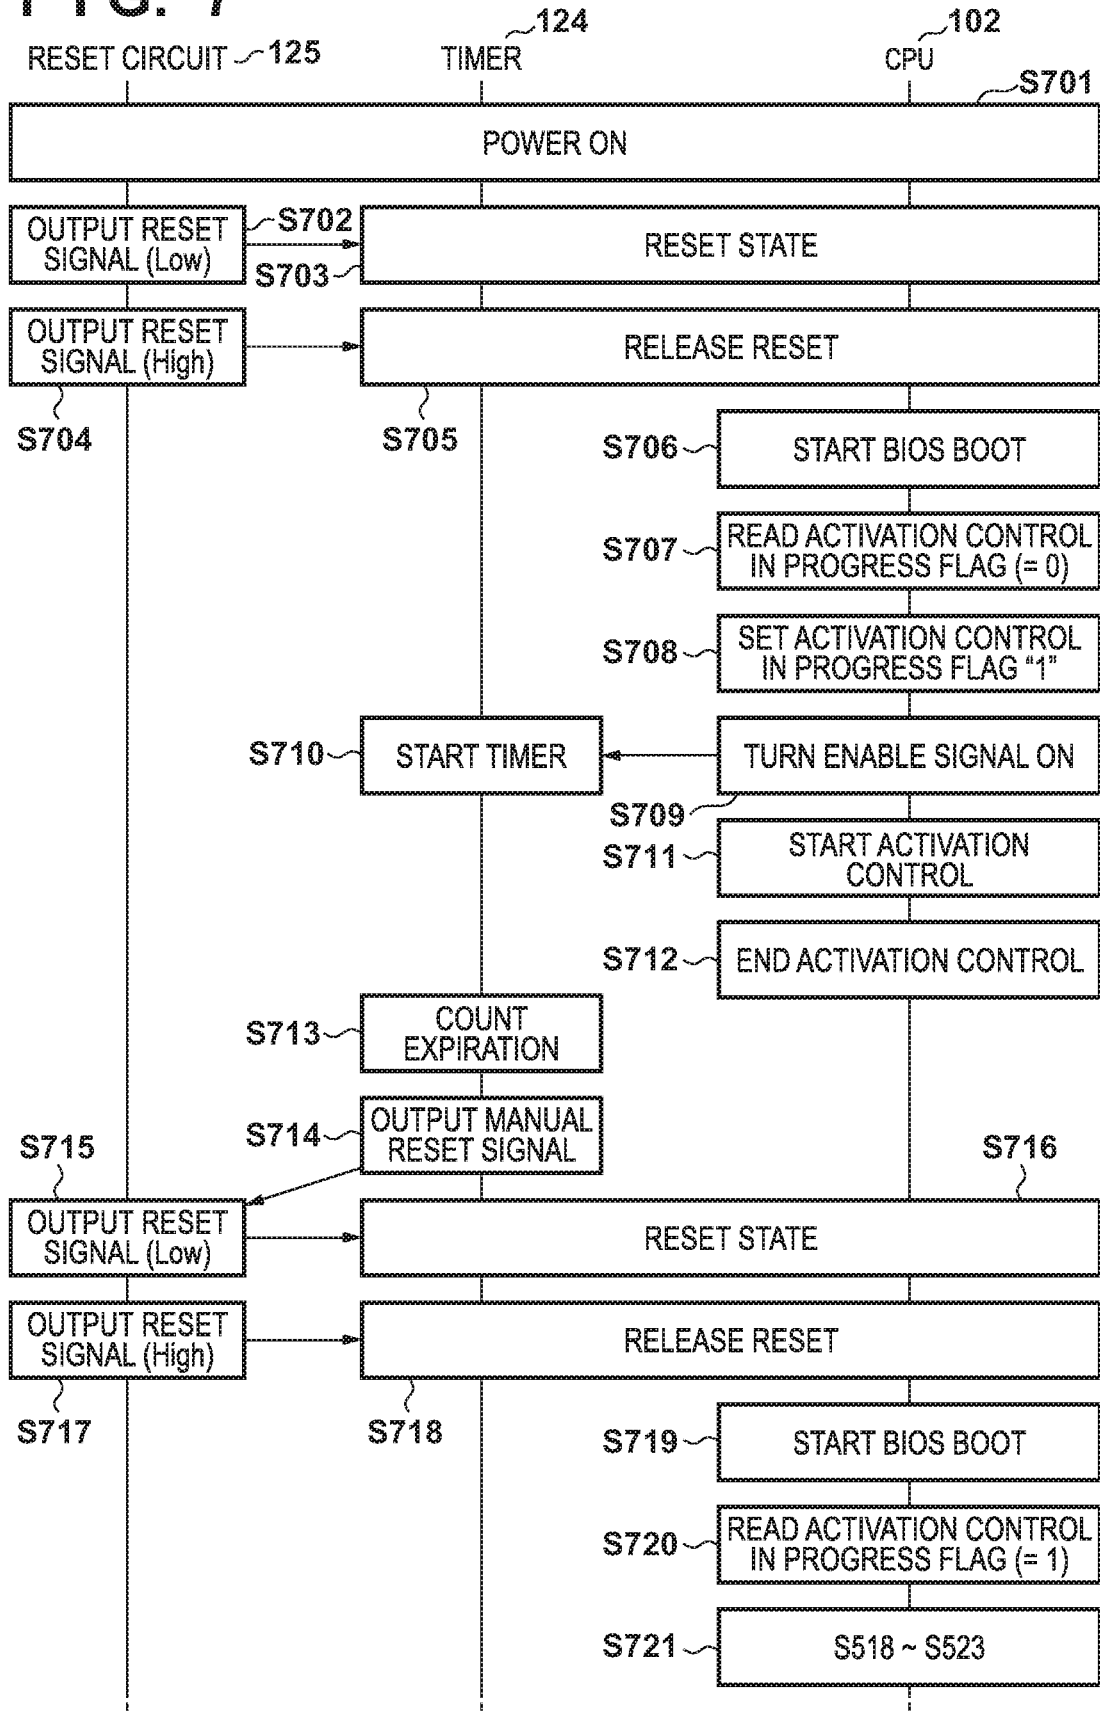 FIG. 7
RESET CIRCUIT 125
TIMER 124
CPU 102
S701
POWER ON
OUTPUT RESET
SIGNAL (Low)
S702
S703
RESET STATE
OUTPUT RESET
SIGNAL (High)
S704
RELEASE RESET
S705
S706
START BIOS BOOT
S707
READ ACTIVATION CONTROL
IN PROGRESS FLAG (= 0)
S708
SET ACTIVATION CONTROL
IN PROGRESS FLAG “1”
S710
START TIMER
TURN ENABLE SIGNAL ON
S709
S711
START ACTIVATION
CONTROL
S712
END ACTIVATION CONTROL
S713
COUNT
EXPIRATION
S714
OUTPUT MANUAL
RESET SIGNAL
S715
S716
OUTPUT RESET
SIGNAL (Low)
RESET STATE
OUTPUT RESET
SIGNAL (High)
RELEASE RESET
S717
S718
S719
START BIOS BOOT
S720
READ ACTIVATION CONTROL
IN PROGRESS FLAG (= 1)
S721
S518 ~ S523